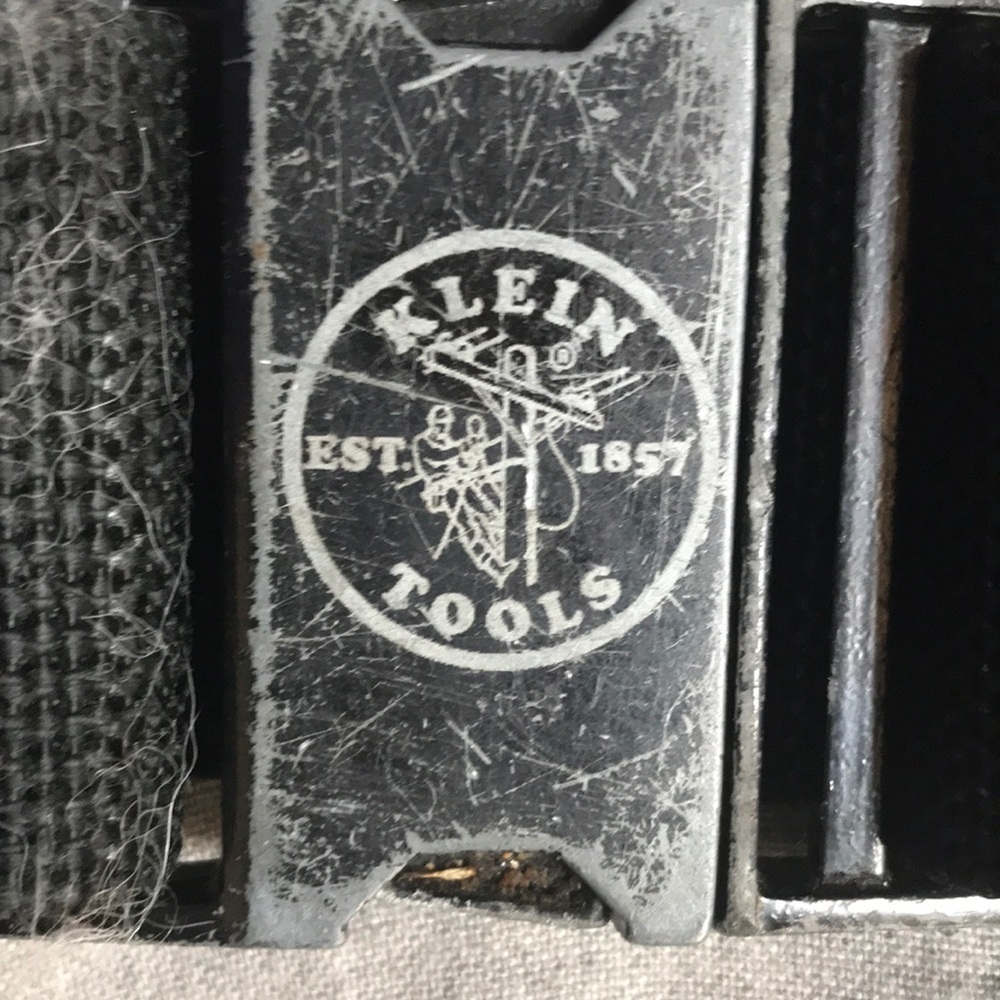 KLEIN
®
EST. 1857
TOOLS